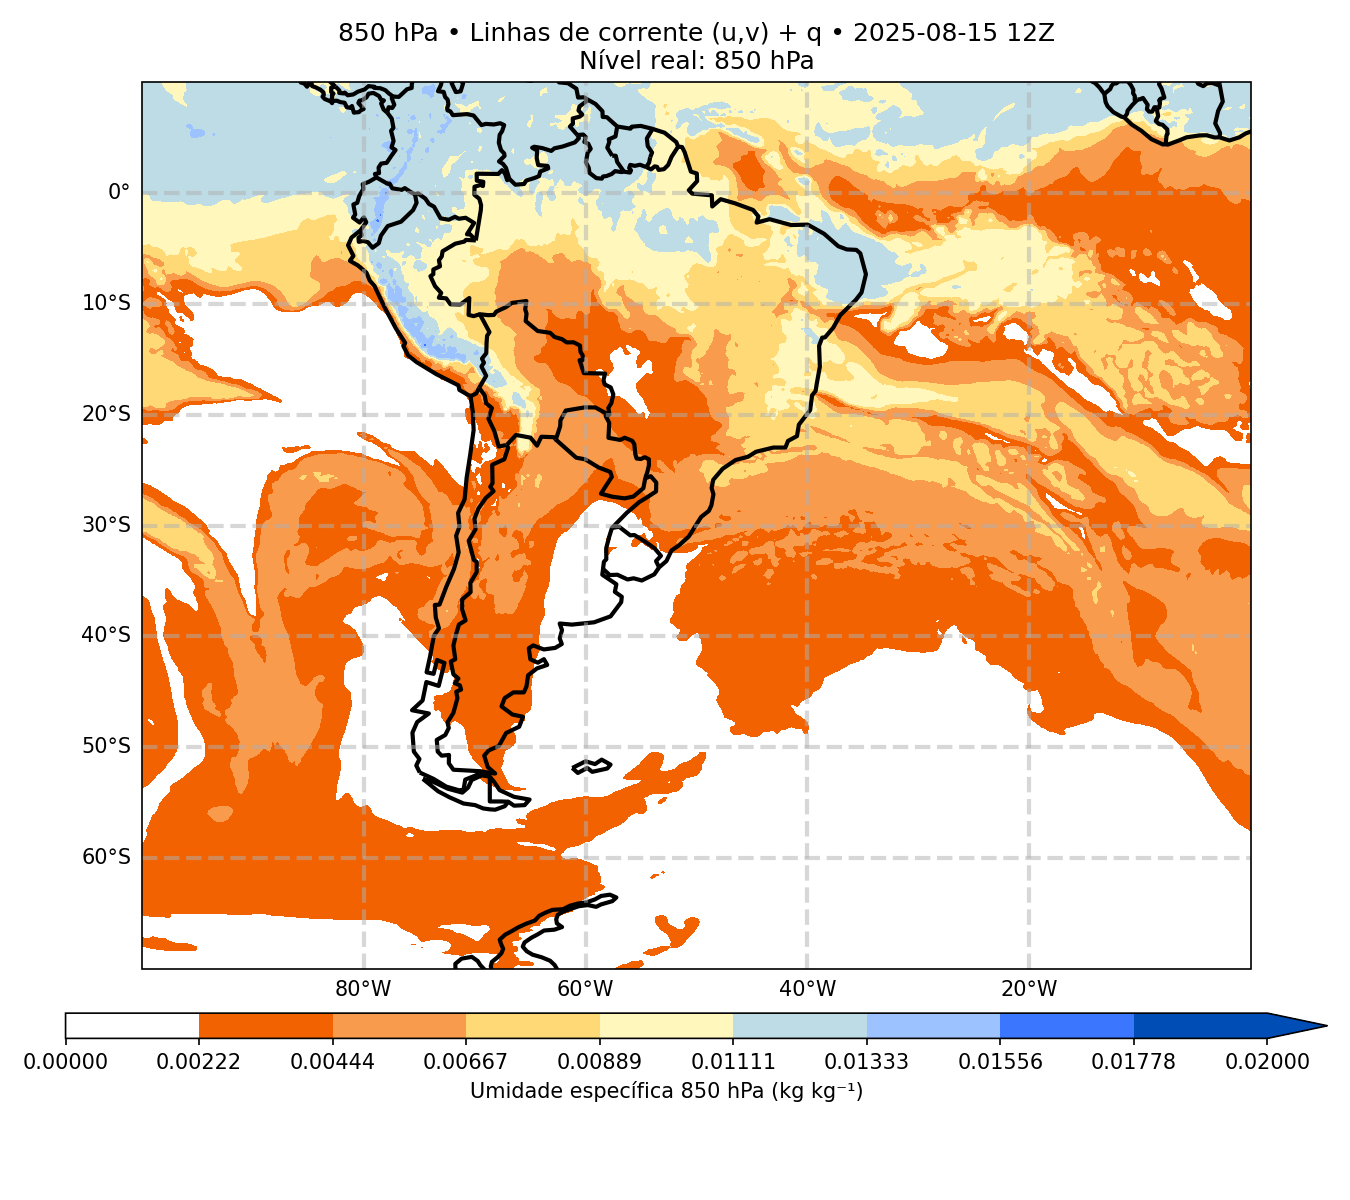 850 hPa • Linhas de corrente (u,v) + q • 2025-08-15 12Z
Nível real: 850 hPa
0°
10°S
20°S
30°S
40°S
50°S
60°S
80°W 60°W 40°W 20°W
0.00000 0.00222 0.00444 0.00667 0.00889 0.01111 0.01333 0.01556 0.01778 0.02000
Umidade específica 850 hPa (kg kg⁻¹)